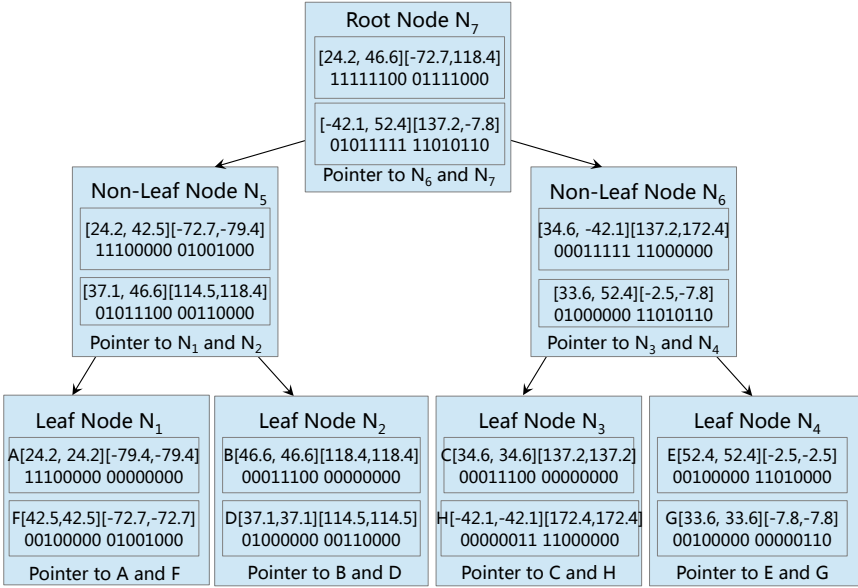 Root Node N7
[24.2, 46.6][-72.7,118.4]
11111100 01111000
[-42.1, 52.4][137.2,-7.8]
01011111 11010110
Pointer to N6 and N7
Non-Leaf Node N5
[24.2, 42.5][-72.7,-79.4]
11100000 01001000
[37.1, 46.6][114.5,118.4]
01011100 00110000
Pointer to N1 and N2
Non-Leaf Node N6
[34.6, -42.1][137.2,172.4]
00011111 11000000
[33.6, 52.4][-2.5,-7.8]
01000000 11010110
Pointer to N3 and N4
Leaf Node N1
A[24.2, 24.2][-79.4,-79.4]
11100000 00000000
F[42.5,42.5][-72.7,-72.7]
00100000 01001000
Pointer to A and F
Leaf Node N2
B[46.6, 46.6][118.4,118.4]
00011100 00000000
D[37.1,37.1][114.5,114.5]
01000000 00110000
Pointer to B and D
Leaf Node N3
C[34.6, 34.6][137.2,137.2]
00011100 00000000
H[-42.1,-42.1][172.4,172.4]
00000011 11000000
Pointer to C and H
Leaf Node N4
E[52.4, 52.4][-2.5,-2.5]
00100000 11010000
G[33.6, 33.6][-7.8,-7.8]
00100000 00000110
Pointer to E and G